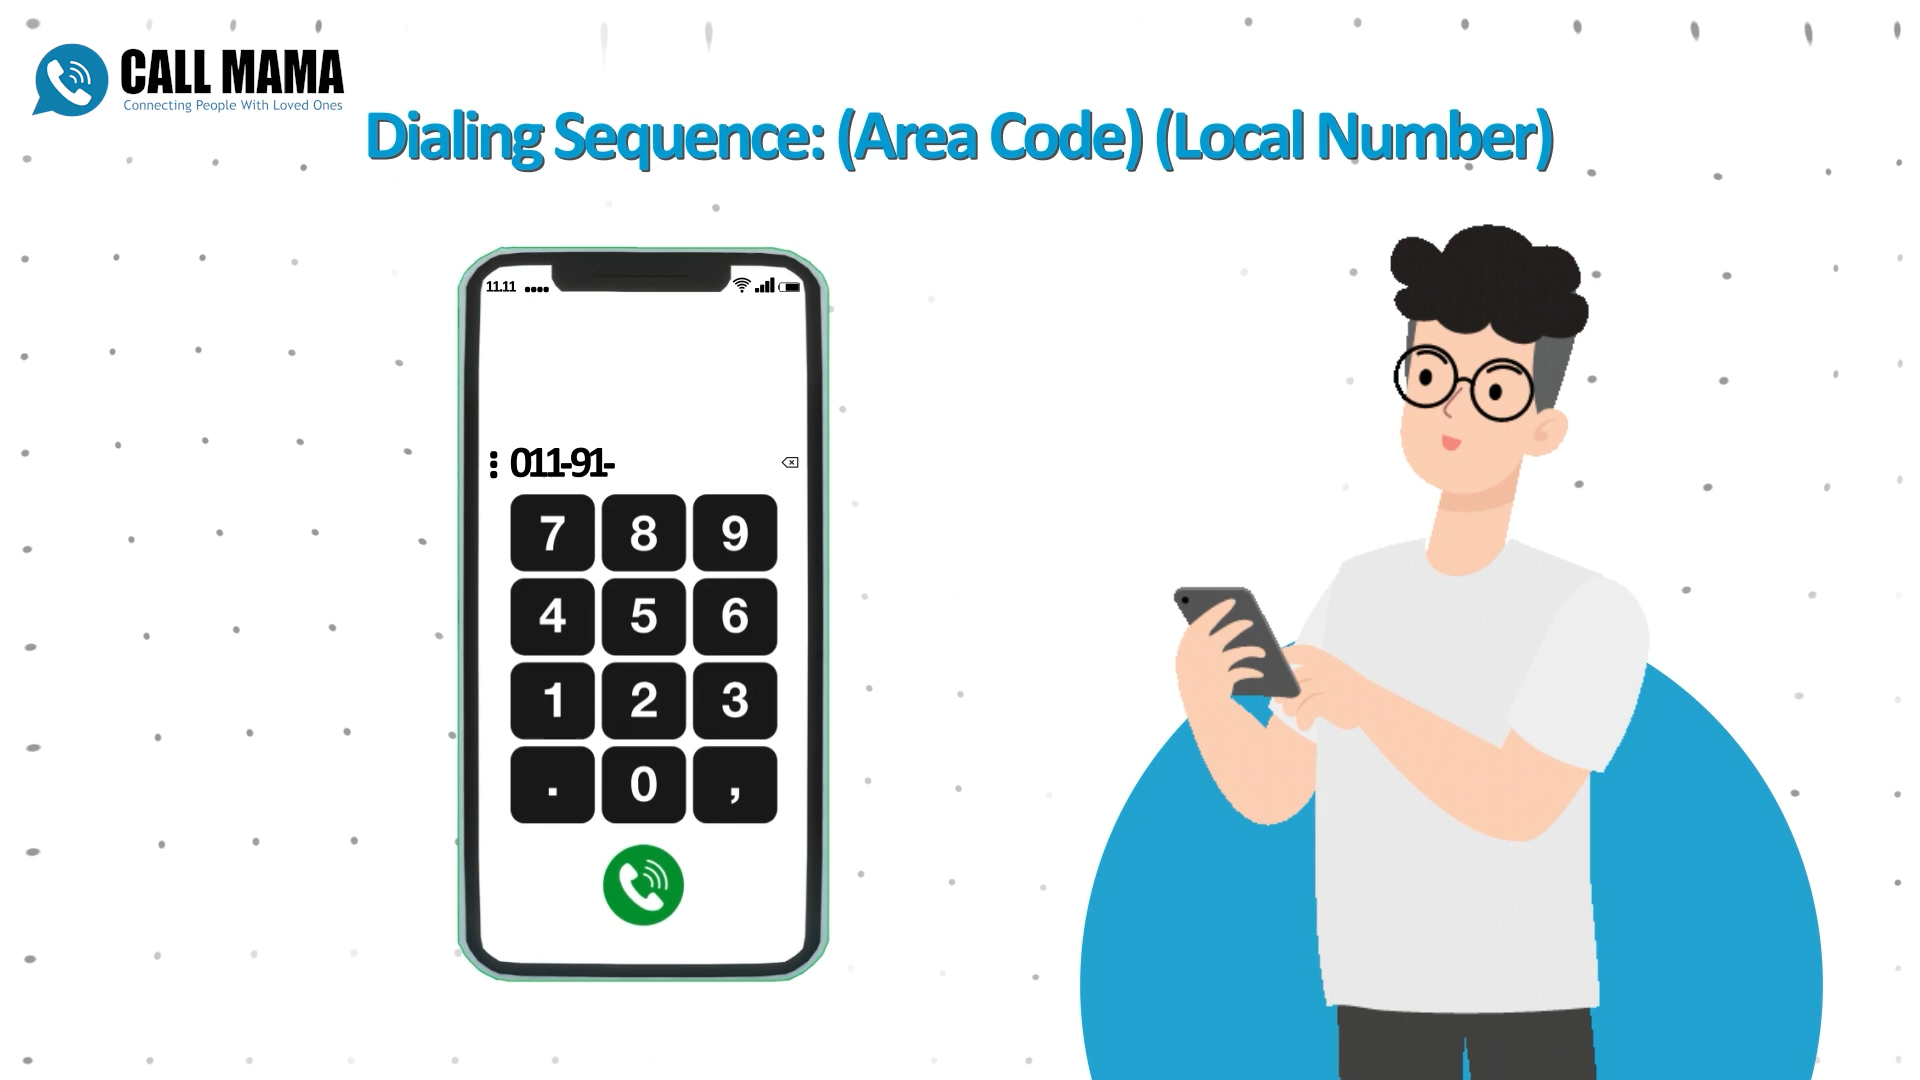 CALL MAMA
Connecting People With Loved Ones
Dialing Sequence: (Area Code) (Local Number)
11.11
011-91-
7 8 9
4 5 6
1 2 3
. 0 ,